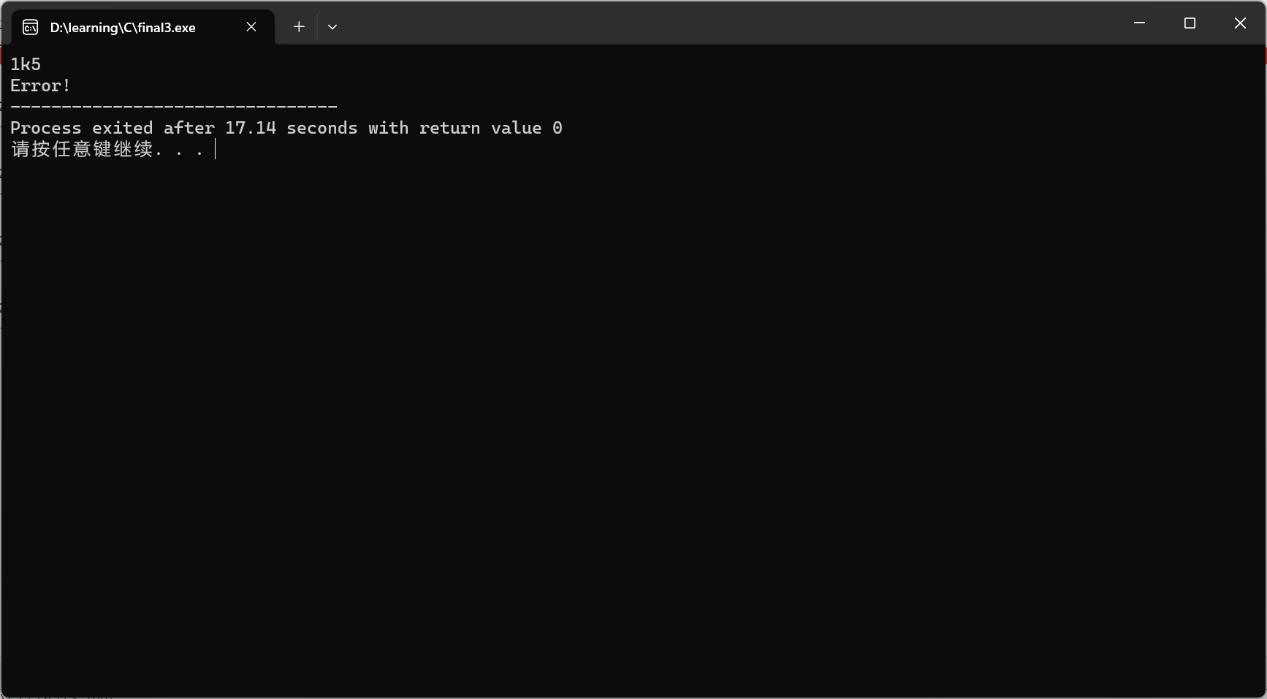 D:\learning\C\final3.exe
1k5
Error!
--------------------------------
Process exited after 17.14 seconds with return value 0
请按任意键继续. . .